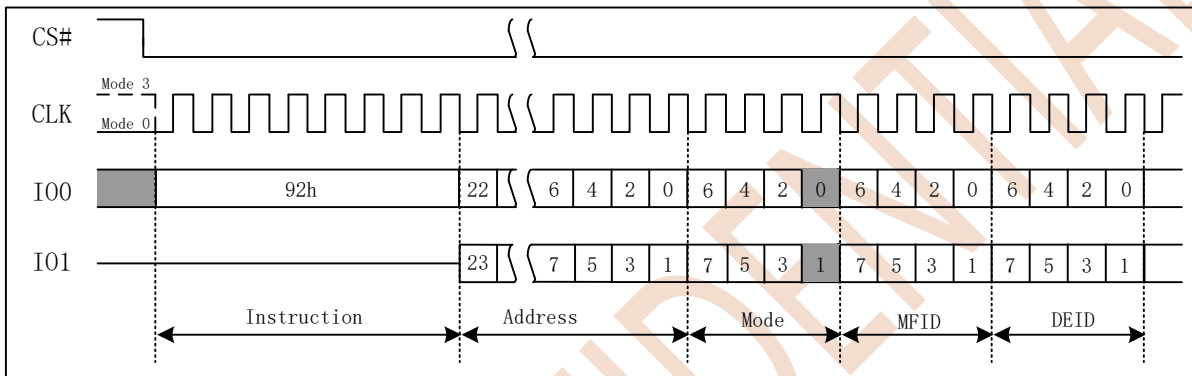 CS#
Mode 3
CLK
Mode 0
IO0 92h 22 6 4 2 0 6 4 2 0 6 4 2 0 6 4 2 0
IO1 23 7 5 3 1 7 5 3 1 7 5 3 1 7 5 3 1
Instruction Address Mode MFID DEID